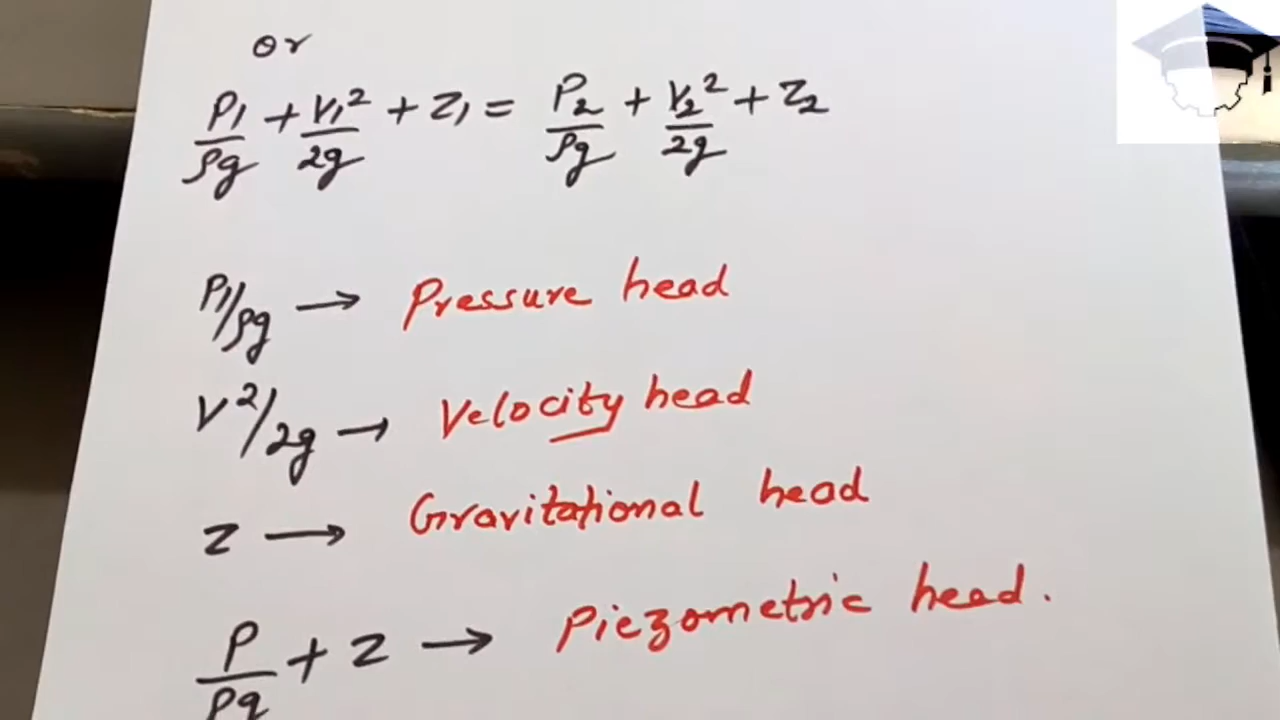 or
P₁/ρg + V₁²/2g + Z₁ = P₂/ρg + V₂²/2g + Z₂
P₁/ρg → Pressure head
V²/2g → Velocity head
Z → Gravitational head
P/ρg + Z → Piezometric head.